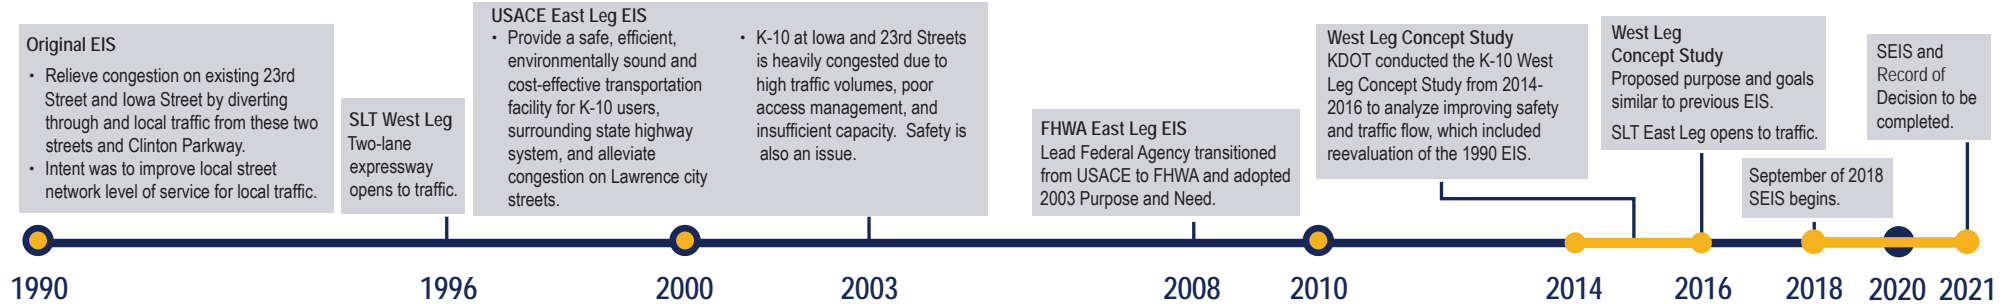 Original EIS
• Relieve congestion on existing 23rd
Street and Iowa Street by diverting
through and local traffic from these two
streets and Clinton Parkway.
• Intent was to improve local street
network level of service for local traffic.
SLT West Leg
Two-lane
expressway
opens to traffic.
USACE East Leg EIS
• Provide a safe, efficient,
environmentally sound and
cost-effective transportation
facility for K-10 users,
surrounding state highway
system, and alleviate
congestion on Lawrence city
streets.
• K-10 at Iowa and 23rd Streets
is heavily congested due to
high traffic volumes, poor
access management, and
insufficient capacity. Safety is
also an issue.
FHWA East Leg EIS
Lead Federal Agency transitioned
from USACE to FHWA and adopted
2003 Purpose and Need.
West Leg Concept Study
KDOT conducted the K-10 West
Leg Concept Study from 2014-
2016 to analyze improving safety
and traffic flow, which included
reevaluation of the 1990 EIS.
West Leg
Concept Study
Proposed purpose and goals
similar to previous EIS.
SLT East Leg opens to traffic.
September of 2018
SEIS begins.
SEIS and
Record of
Decision to be
completed.
1990
1996
2000
2003
2008
2010
2014
2016
2018
2020
2021